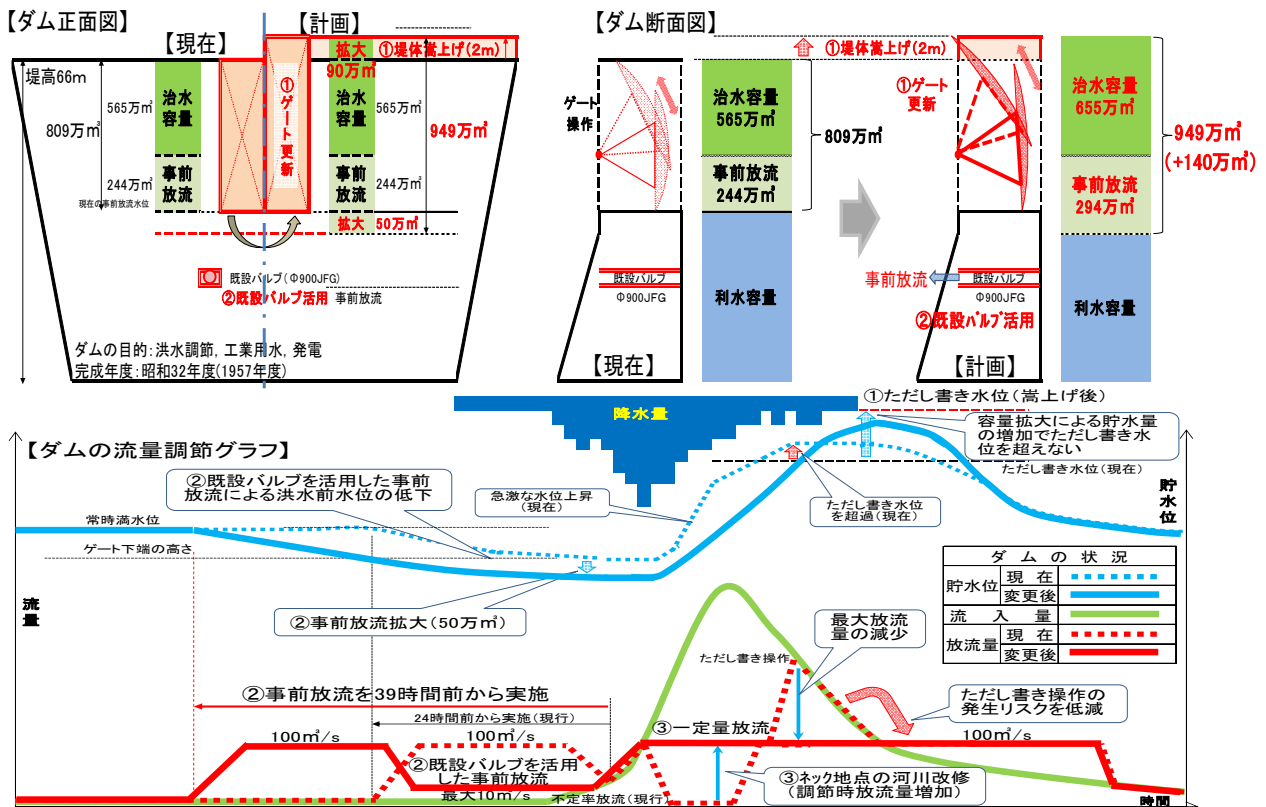 【ダム正面図】
【現在】
【計画】
堤高66m
565万㎥
809万㎥
244万㎥
現在の事前放流水位
治水
容量
事前
放流
①ゲート更新
拡大
90万㎥
①堤体嵩上げ(2m)
治水
容量
565万㎥
949万㎥
事前
放流
244万㎥
拡大
50万㎥
既設バルブ(Φ900JFG)
②既設バルブ活用
事前放流
ダムの目的:洪水調節, 工業用水, 発電
完成年度:昭和32年度(1957年度)
【ダム断面図】
ゲート
操作
治水容量
565万㎥
809万㎥
事前放流
244万㎥
利水容量
既設バルブ
Φ900JFG
【現在】
①堤体嵩上げ(2m)
①ゲート
更新
治水容量
655万㎥
949万㎥
(+140万㎥)
事前放流
294万㎥
事前放流
既設バルブ
Φ900JFG
②既設バルブ活用
利水容量
【計画】
降水量
①ただし書き水位(嵩上げ後)
容量拡大による貯水量
の増加でただし書き水
位を超えない
【ダムの流量調節グラフ】
ただし書き水位(現在)
②既設バルブを活用した事前
放流による洪水前水位の低下
急激な水位上昇
(現在)
ただし書き水位
を超過(現在)
貯水位
常時満水位
ゲート下端の高さ
ダムの状況
貯水位
現在
変更後
流入量
放流量
現在
変更後
流量
②事前放流拡大(50万㎥)
最大放流
量の減少
ただし書き操作
②事前放流を39時間前から実施
ただし書き操作の
発生リスクを低減
24時間前から実施(現行)
③一定量放流
100㎥/s
100㎥/s
100㎥/s
②既設バルブを活用
した事前放流
最大10㎥/s
不定率放流(現行)
③ネック地点の河川改修
(調節時放流量増加)
時間